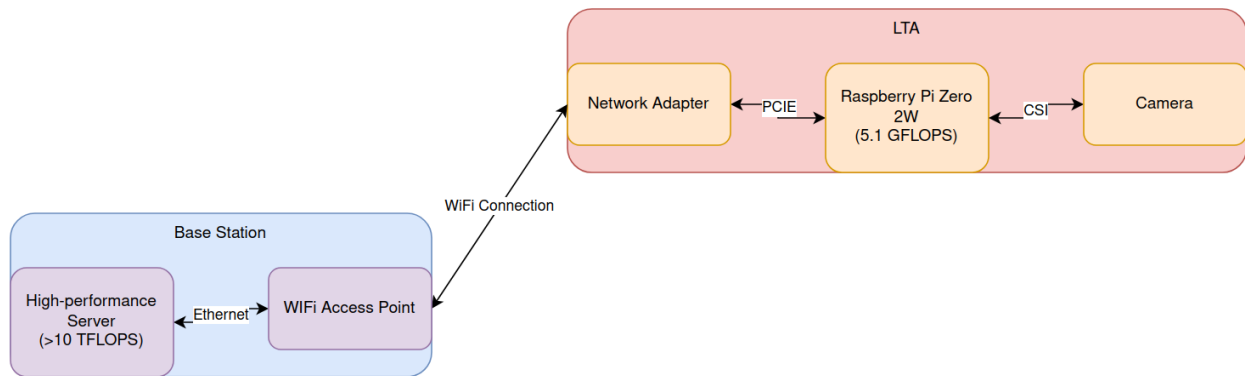 LTA
Network Adapter
PCIE
Raspberry Pi Zero
2W
(5.1 GFLOPS)
CSI
Camera
WiFi Connection
Base Station
High-performance
Server
(>10 TFLOPS)
Ethernet
WIFi Access Point